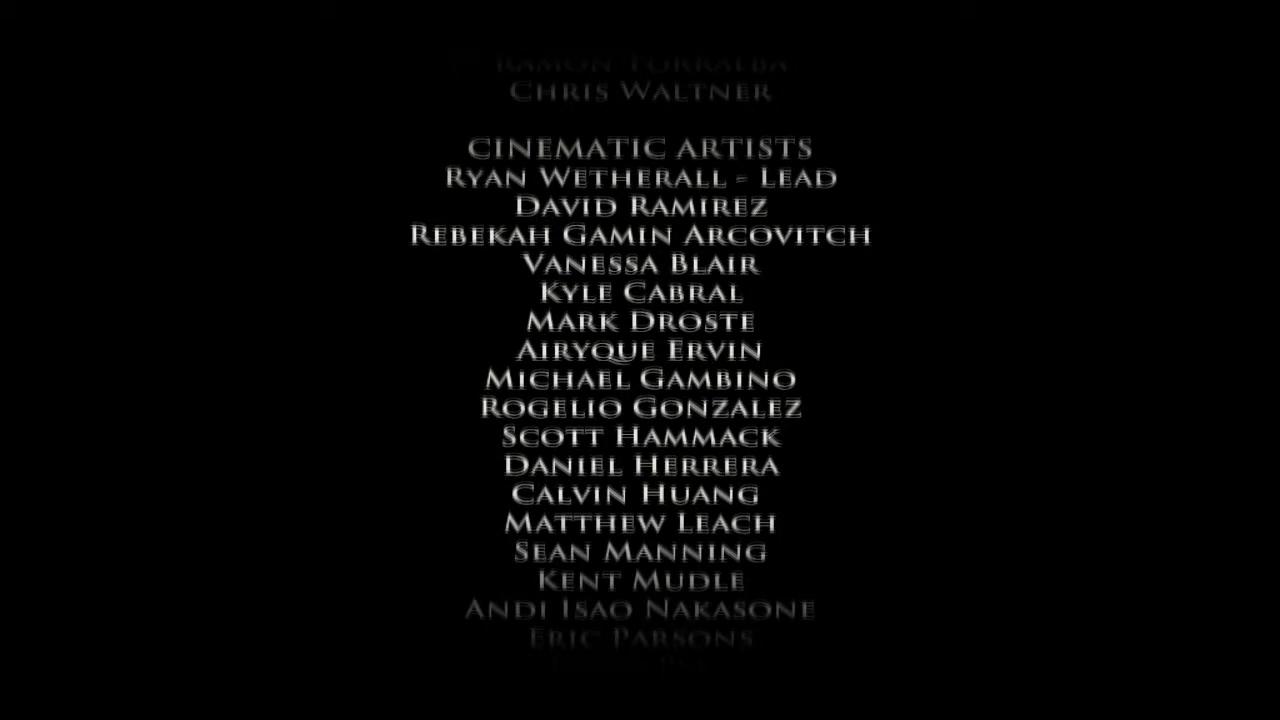 RAMON TORRALBA
CHRIS WALTNER
CINEMATIC ARTISTS
RYAN WETHERALL - LEAD
DAVID RAMIREZ
REBEKAH GAMIN ARCOVITCH
VANESSA BLAIR
KYLE CABRAL
MARK DROSTE
AIRYQUE ERVIN
MICHAEL GAMBINO
ROGELIO GONZALEZ
SCOTT HAMMACK
DANIEL HERRERA
CALVIN HUANG
MATTHEW LEACH
SEAN MANNING
KENT MUDLE
ANDI ISAO NAKASONE
ERIC PARSONS